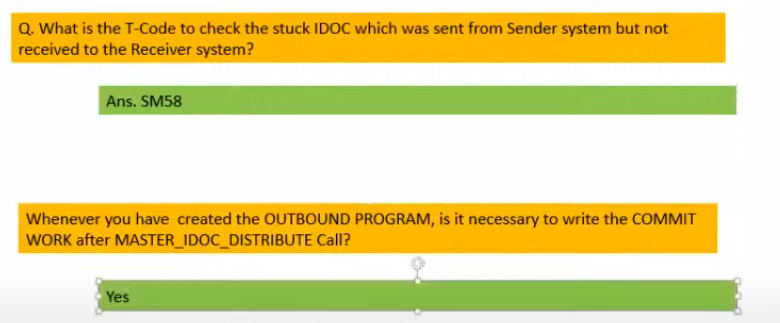 Q. What is the T-Code to check the stuck IDOC which was sent from Sender system but not
received to the Receiver system?
Ans. SM58
Whenever you have created the OUTBOUND PROGRAM, is it necessary to write the COMMIT
WORK after MASTER_IDOC_DISTRIBUTE Call?
Yes